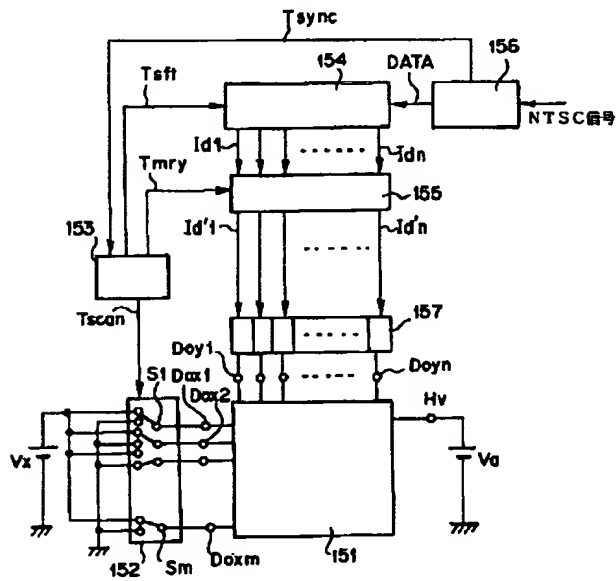 Tsync
154
156
Tsft
DATA
NTSC信号
Id1
Idn
Tmry
155
153
Id'1
Id'n
Tscan
157
Doy1
Doyn
S1
Dox1
Dox2
Hv
Vx
Va
152
Sm
Doxm
151